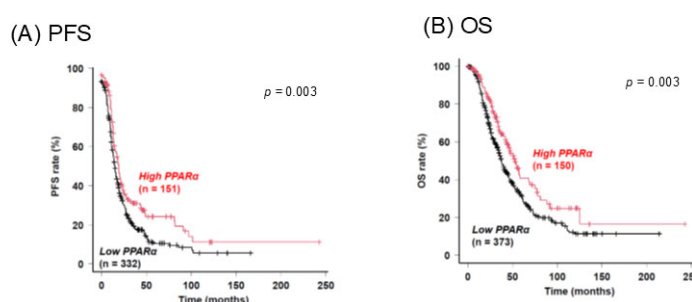 (A) PFS
p = 0.003
PFS rate (%)
100
80
60
40
20
0
High PPARα
(n = 151)
Low PPARα
(n = 332)
0 50 100 150 200 250
Time (months)
(B) OS
p = 0.003
OS rate (%)
100
80
60
40
20
0
High PPARα
(n = 150)
Low PPARα
(n = 373)
0 50 100 150 200 250
Time (months)